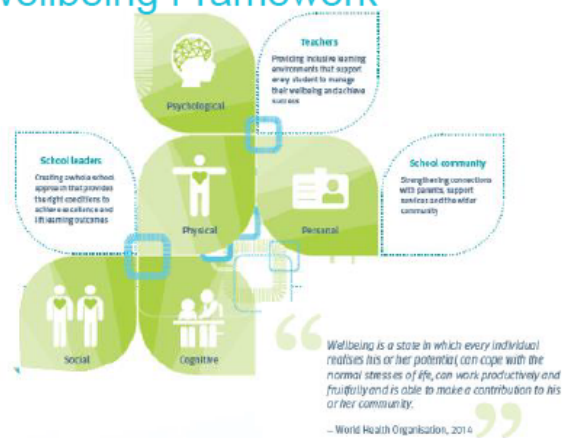 Wellbeing Framework
Teachers
Providing inclusive learning
environments that support
every student to manage
their wellbeing and achieve
success
Psychological
School leaders
Creating a whole school
approach that provides
the right conditions to
achieve excellence and
lift learning outcomes
Physical
Personal
School community
Strengthening connections
with parents, support
services and the wider
community
Social
Cognitive
“
Wellbeing is a state in which every individual
realises his or her potential, can cope with the
normal stresses of life, can work productively and
fruitfully and is able to make a contribution to his
or her community.
– World Health Organisation, 2014
”